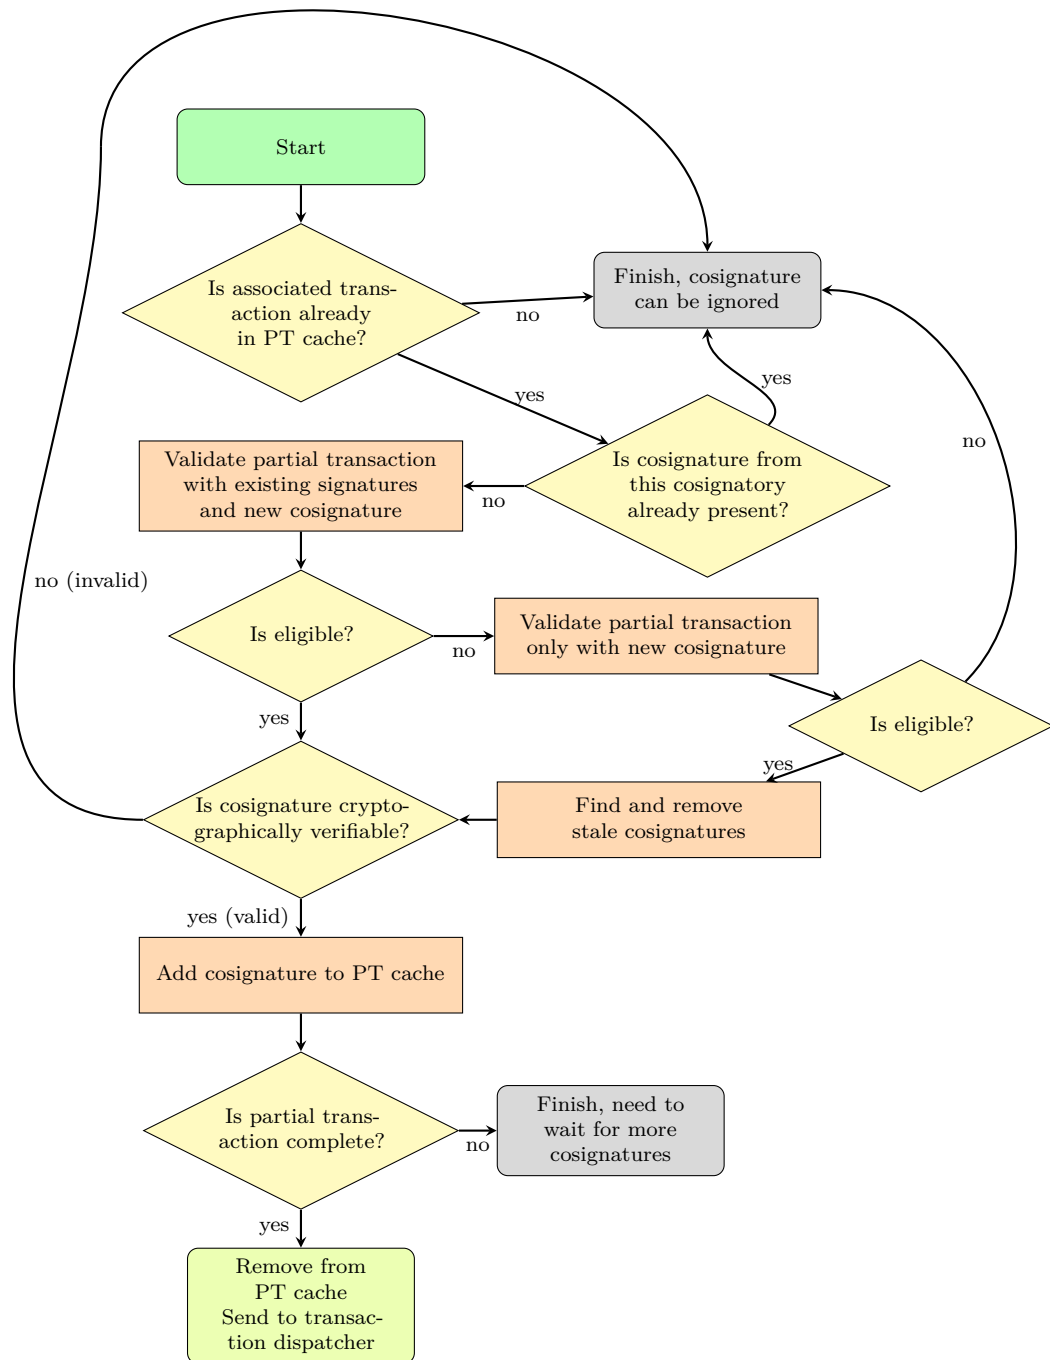 Start
Is associated trans-
action already
in PT cache?
no
Finish, cosignature
can be ignored
yes
yes
no
Is cosignature from
this cosignatory
already present?
no
Validate partial transaction
with existing signatures
and new cosignature
no (invalid)
Is eligible?
no
Validate partial transaction
only with new cosignature
yes
Is eligible?
yes
Find and remove
stale cosignatures
Is cosignature crypto-
graphically verifiable?
yes (valid)
Add cosignature to PT cache
Is partial trans-
action complete?
no
Finish, need to
wait for more
cosignatures
yes
Remove from
PT cache
Send to transac-
tion dispatcher